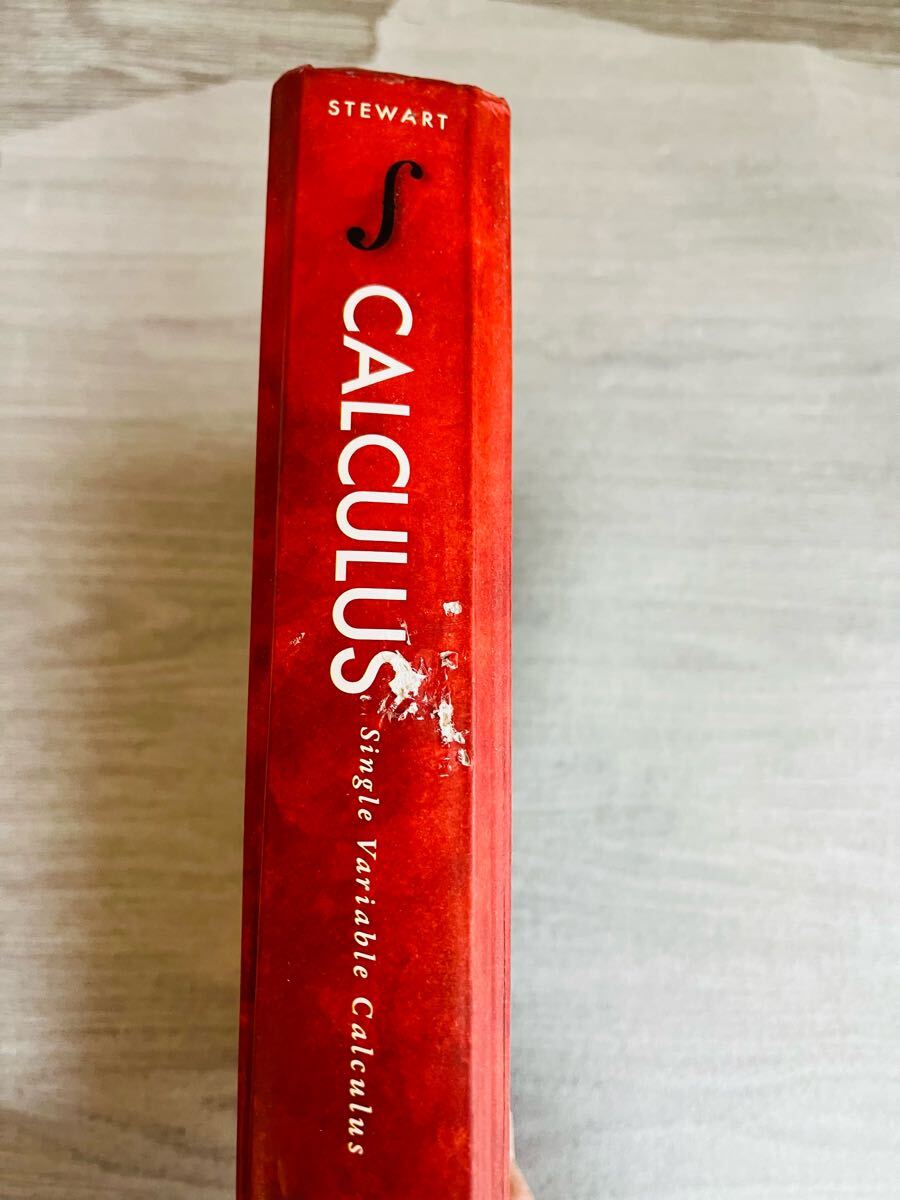 STEWART
∫
CALCULUS
Single Variable Calculus